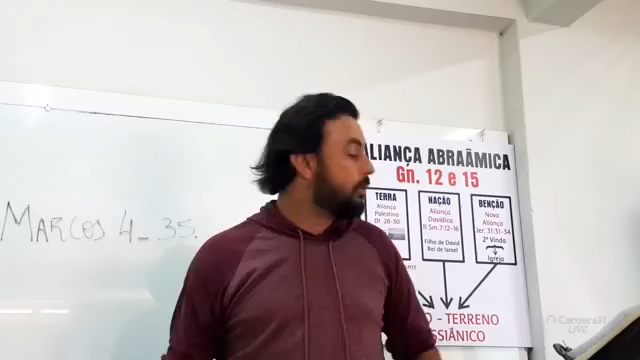 MARCOS 4_35.
ALIANÇA ABRAÂMICA
Gn. 12 e 15
TERRA
Aliança
Palestino
Dt 28-30
NAÇÃO
Aliança
Davídica
II Sm.7:12-16
Filho de David
Rei de Israel
BENÇÃO
Novo
Aliança
Jer. 31:31-34
2ª Vinda
Igreja
O - TERRENO
SSIÂNICO
CameraFi
LIVE